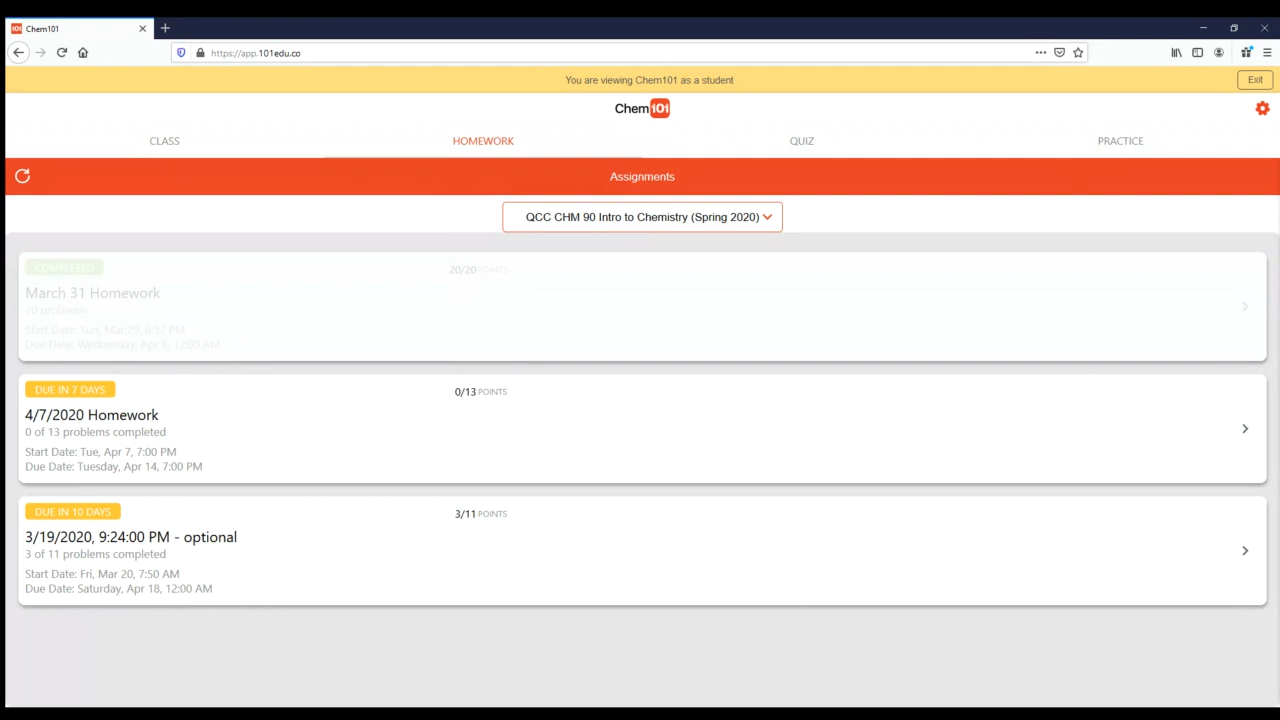 101 Chem101
https://app.101edu.co
You are viewing Chem101 as a student
Exit
Chem101
CLASS HOMEWORK QUIZ PRACTICE
Assignments
QCC CHM 90 Intro to Chemistry (Spring 2020)
COMPLETED 20/20 POINTS
March 31 Homework
20 problems
Start Date: Sun, Mar 29, 6:52 PM
Due Date: Wednesday, Apr 8, 12:00 AM
DUE IN 7 DAYS 0/13 POINTS
4/7/2020 Homework
0 of 13 problems completed
Start Date: Tue, Apr 7, 7:00 PM
Due Date: Tuesday, Apr 14, 7:00 PM
DUE IN 10 DAYS 3/11 POINTS
3/19/2020, 9:24:00 PM - optional
3 of 11 problems completed
Start Date: Fri, Mar 20, 7:50 AM
Due Date: Saturday, Apr 18, 12:00 AM